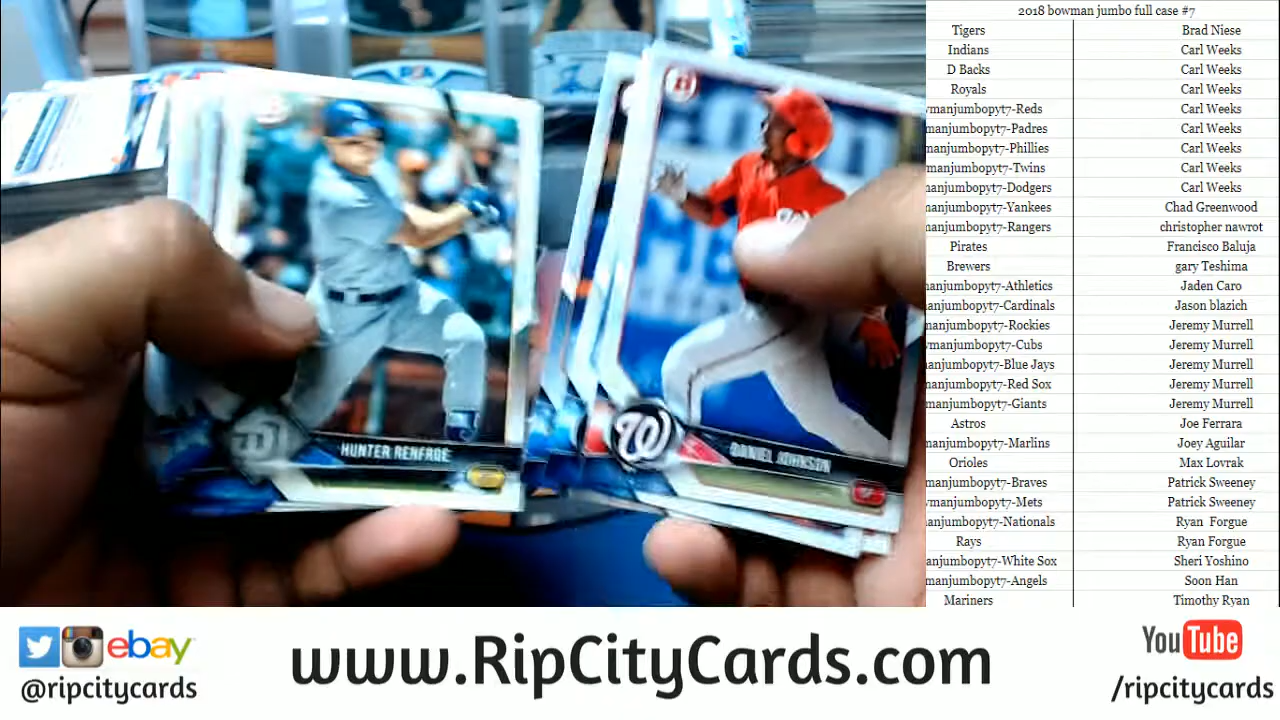 2018 bowman jumbo full case #7
Tigers Brad Niese
Indians Carl Weeks
D Backs Carl Weeks
Royals Carl Weeks
manjumbopyt7-Reds Carl Weeks
manjumbopyt7-Padres Carl Weeks
manjumbopyt7-Phillies Carl Weeks
manjumbopyt7-Twins Carl Weeks
manjumbopyt7-Dodgers Carl Weeks
manjumbopyt7-Yankees Chad Greenwood
manjumbopyt7-Rangers christopher nawrot
Pirates Francisco Baluja
Brewers gary Teshima
manjumbopyt7-Athletics Jaden Caro
manjumbopyt7-Cardinals Jason blazich
manjumbopyt7-Rockies Jeremy Murrell
manjumbopyt7-Cubs Jeremy Murrell
manjumbopyt7-Blue Jays Jeremy Murrell
manjumbopyt7-Red Sox Jeremy Murrell
manjumbopyt7-Giants Jeremy Murrell
Astros Joe Ferrara
manjumbopyt7-Marlins Joey Aguilar
Orioles Max Lovrak
manjumbopyt7-Braves Patrick Sweeney
manjumbopyt7-Mets Patrick Sweeney
anjumbopyt7-Nationals Ryan Forgue
Rays Ryan Forgue
anjumbopyt7-White Sox Sheri Yoshino
manjumbopyt7-Angels Soon Han
Mariners Timothy Ryan
HUNTER RENFROE
W
DANIEL JOHNSON
ebay
@ripcitycards
www.RipCityCards.com
YouTube
/ripcitycards